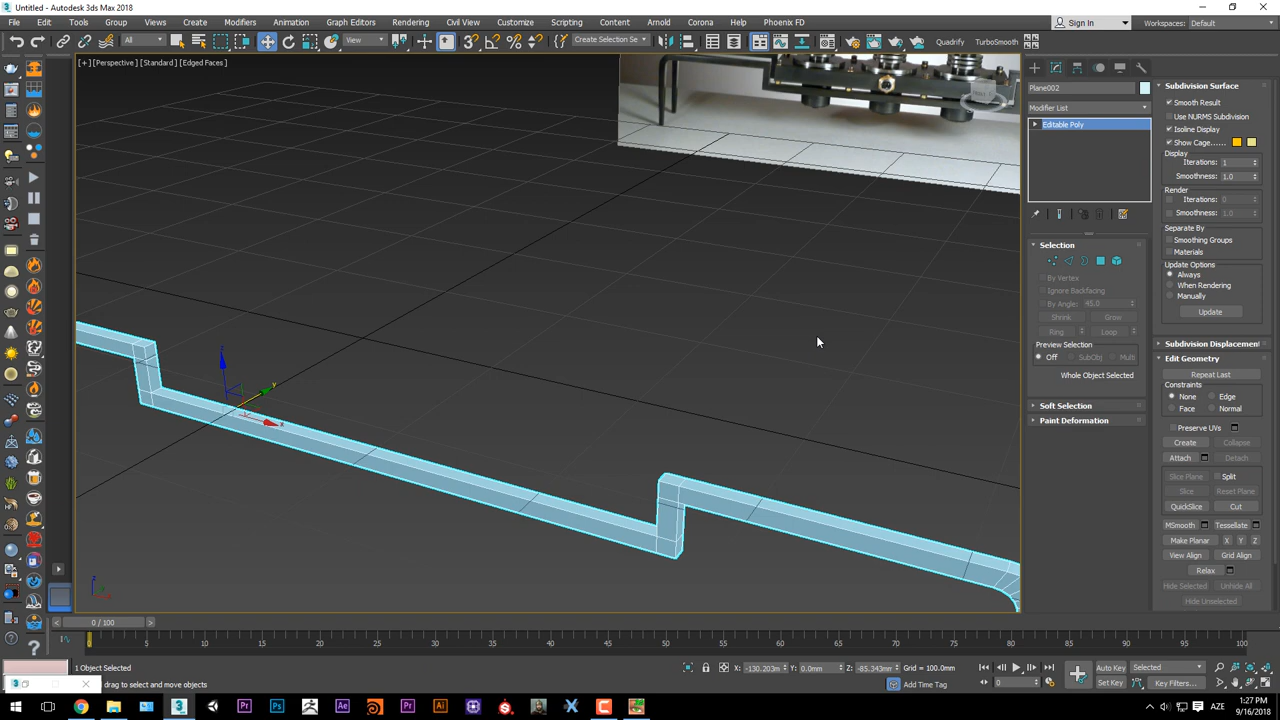 Untitled - Autodesk 3ds Max 2018
File Edit Tools Group Views Create Modifiers Animation Graph Editors Rendering Civil View Customize Scripting Content Arnold Corona Help Phoenix FD
Sign In Workspaces: Default
All View Create Selection Se Quadrify TurboSmooth
[+] [Perspective] [Standard] [Edged Faces]
Plane002
Modifier List
Editable Poly
Selection
By Vertex
Ignore Backfacing
By Angle: 45.0
Shrink Grow
Ring Loop
Preview Selection
Off SubObj Multi
Whole Object Selected
Soft Selection
Paint Deformation
Subdivision Surface
Smooth Result
Use NURMS Subdivision
Isoline Display
Show Cage......
Display
Iterations: 1
Smoothness: 1.0
Render
Iterations: 0
Smoothness: 1.0
Separate By
Smoothing Groups
Materials
Update Options
Always
When Rendering
Manually
Update
Subdivision Displacement
Edit Geometry
Repeat Last
Constraints
None Edge
Face Normal
Preserve UVs
Create Collapse
Attach Detach
Slice Plane Split
Slice Reset Plane
QuickSlice Cut
MSmooth Tessellate
Make Planar X Y Z
View Align Grid Align
Relax
Hide Selected Unhide All
Hide Unselected
z y x
z
0 / 100
0 5 10 15 20 25 30 35 40 45 50 55 60 65 70 75 80 85 90 95 100
1 Object Selected X: -130.203m Y: 0.0mm Z: -85.343mm Grid = 100.0mm Auto Key Selected
drag to select and move objects Add Time Tag 0 Set Key Key Filters...
AZE 1:27 PM
9/16/2018